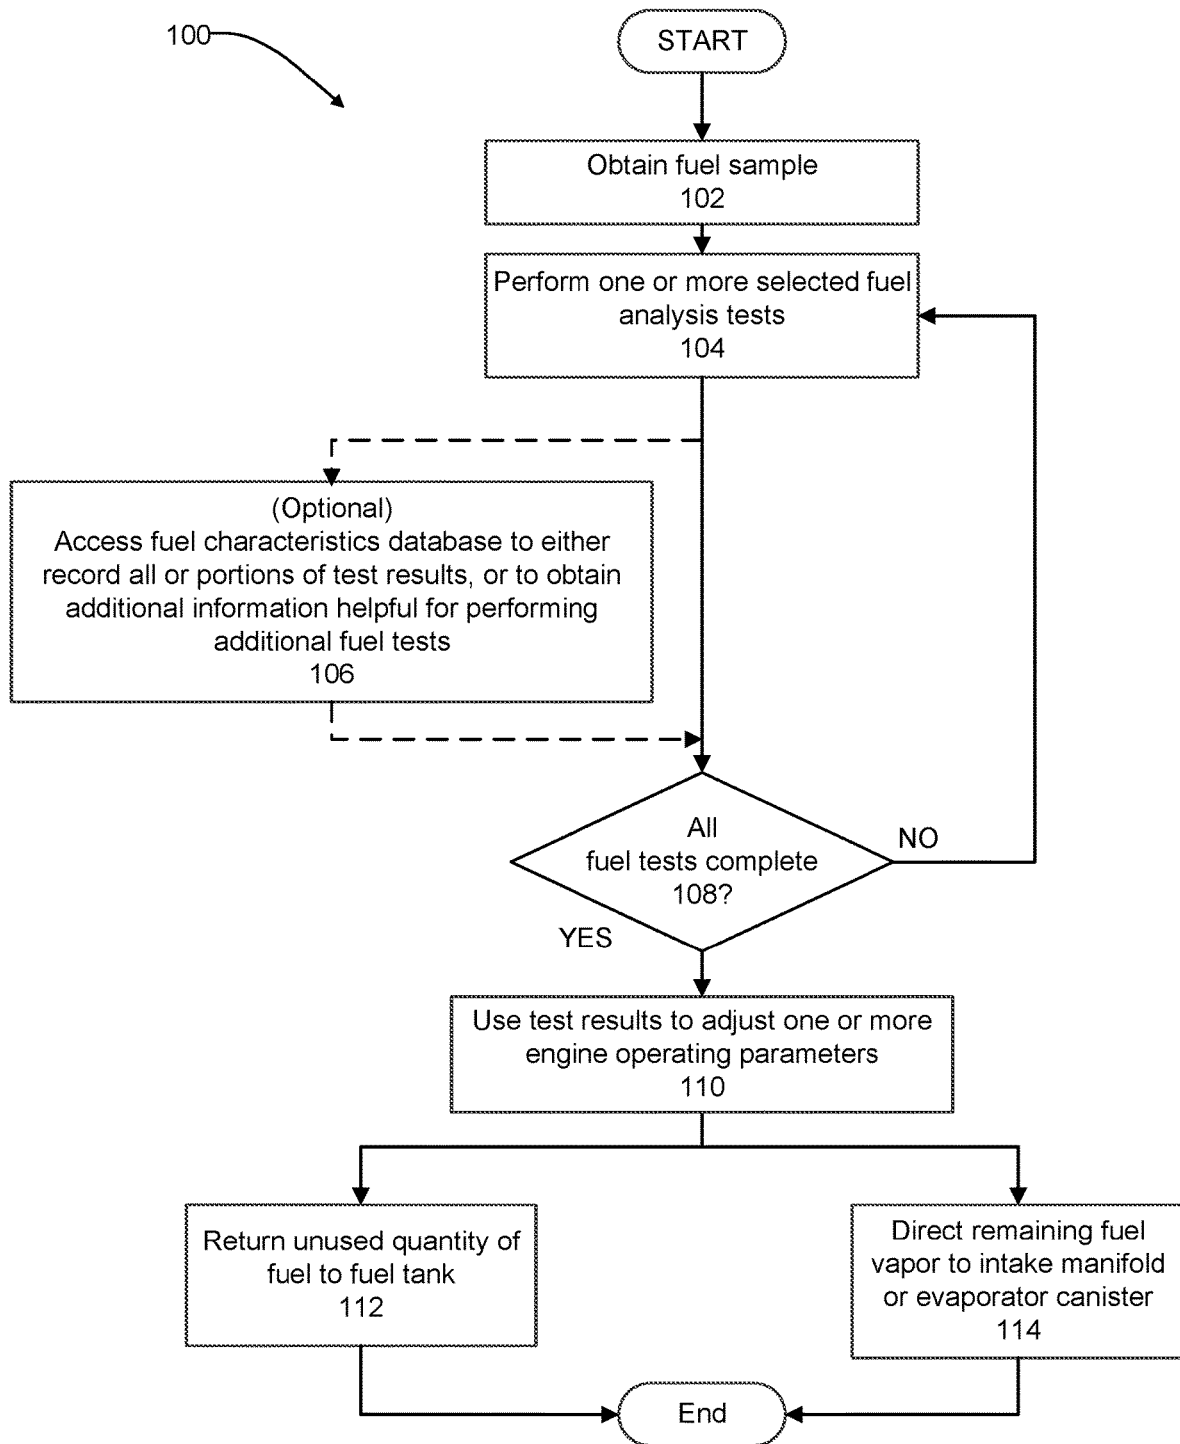 100
START
Obtain fuel sample
102
Perform one or more selected fuel
analysis tests
104
(Optional)
Access fuel characteristics database to either
record all or portions of test results, or to obtain
additional information helpful for performing
additional fuel tests
106
All
fuel tests complete
108?
NO
YES
Use test results to adjust one or more
engine operating parameters
110
Return unused quantity of
fuel to fuel tank
112
Direct remaining fuel
vapor to intake manifold
or evaporator canister
114
End